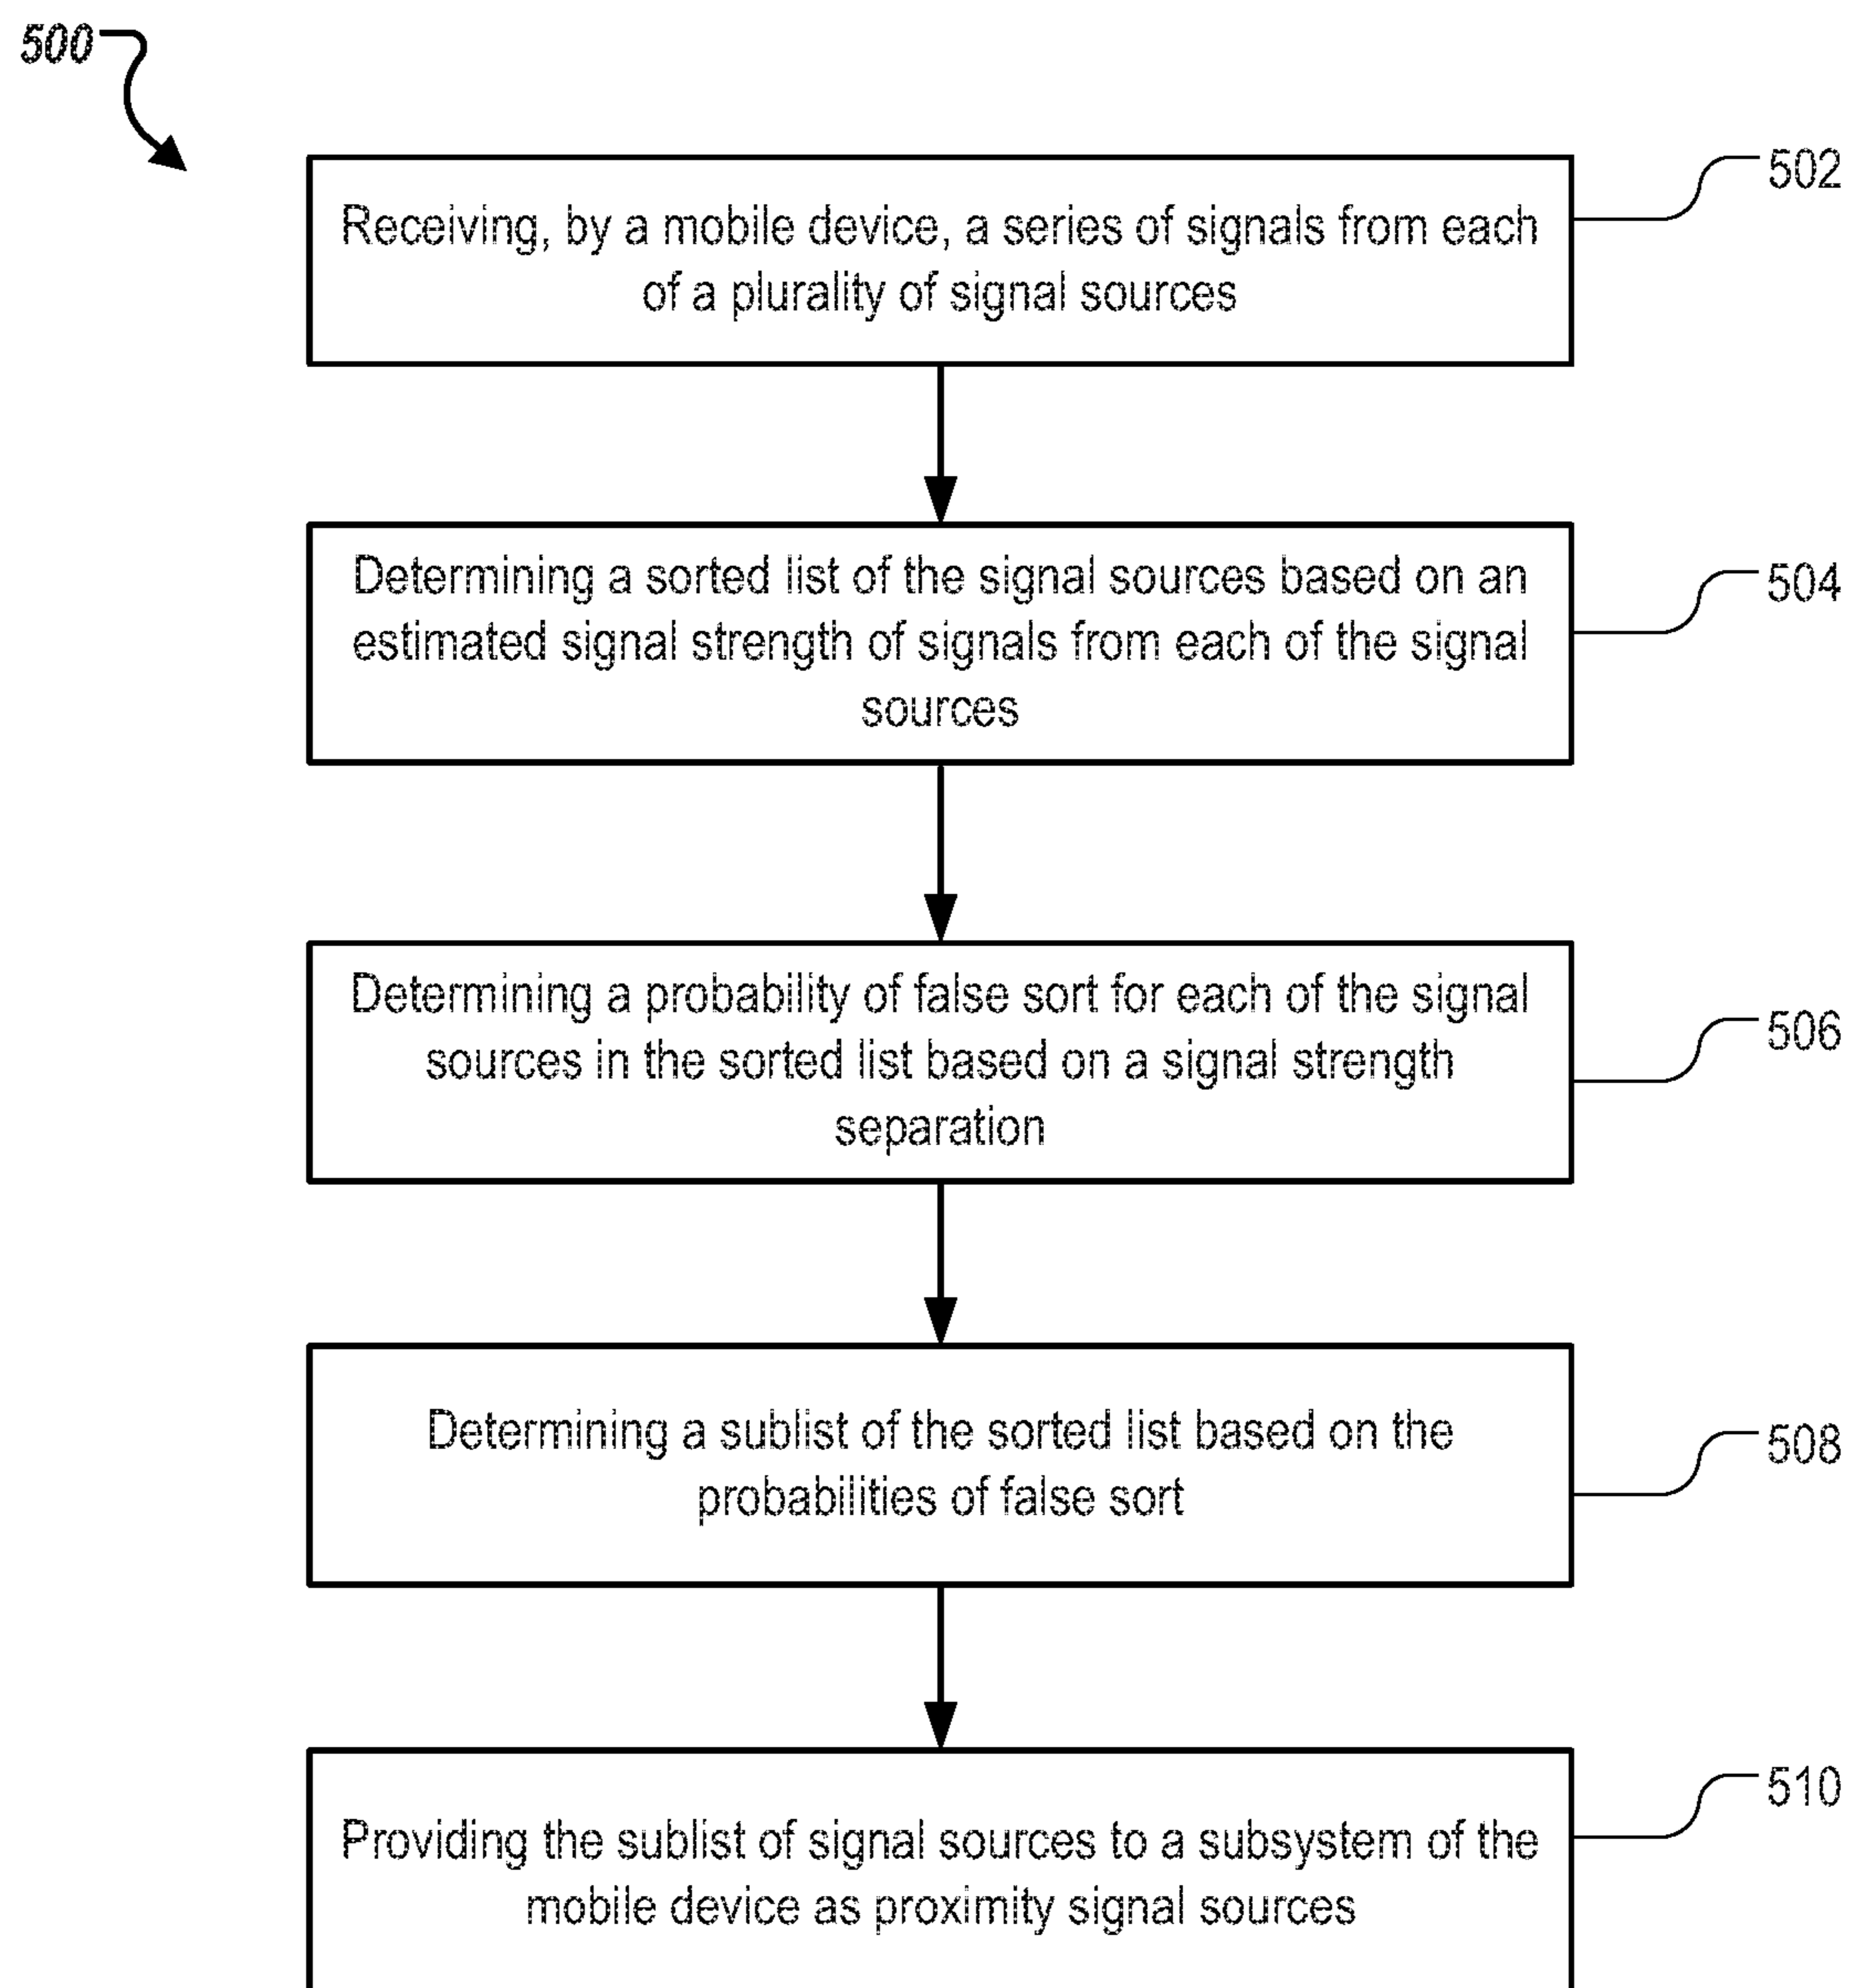 500
502
Receiving, by a mobile device, a series of signals from each
of a plurality of signal sources
504
Determining a sorted list of the signal sources based on an
estimated signal strength of signals from each of the signal
sources
506
Determining a probability of false sort for each of the signal
sources in the sorted list based on a signal strength
separation
508
Determining a sublist of the sorted list based on the
probabilities of false sort
510
Providing the sublist of signal sources to a subsystem of the
mobile device as proximity signal sources